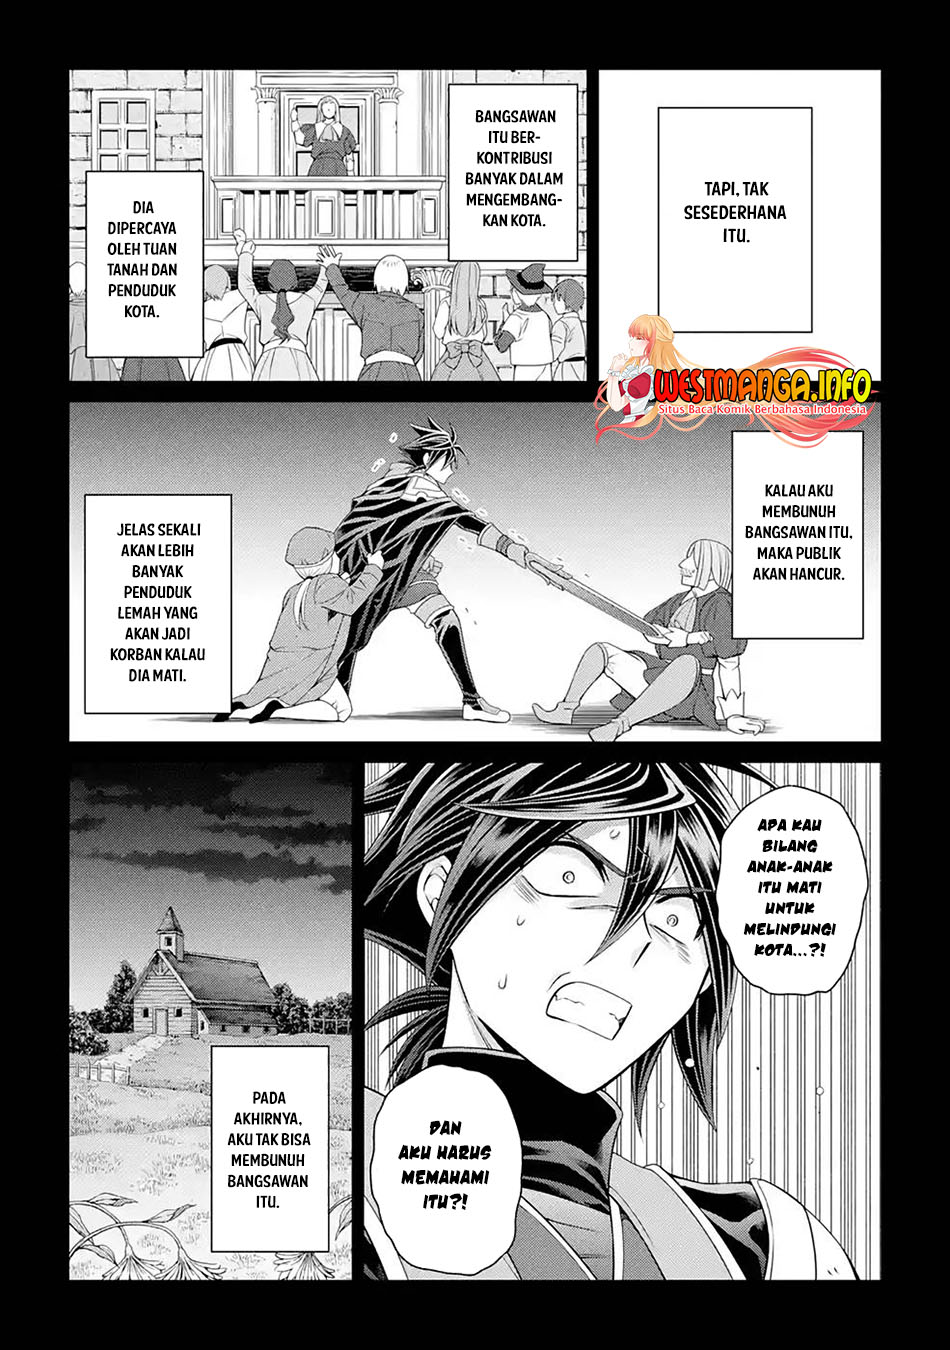 TAPI, TAK
SESEDERHANA
ITU.
BANGSAWAN
ITU BER-
KONTRIBUSI
BANYAK DALAM
MENGEMBANG-
KAN KOTA.
DIA
DIPERCAYA
OLEH TUAN
TANAH DAN
PENDUDUK
KOTA.
WESTMANGA.INFO
Situs Baca Komik Berbahasa Indonesia
KALAU AKU
MEMBUNUH
BANGSAWAN ITU,
MAKA PUBLIK
AKAN HANCUR.
JELAS SEKALI
AKAN LEBIH
BANYAK
PENDUDUK
LEMAH YANG
AKAN JADI
KORBAN KALAU
DIA MATI.
APA KAU
BILANG
ANAK-ANAK
ITU MATI
UNTUK
MELINDUNGI
KOTA...?!
DAN
AKU HARUS
MEMAHAMI
ITU?!
PADA
AKHIRNYA,
AKU TAK BISA
MEMBUNUH
BANGSAWAN
ITU.